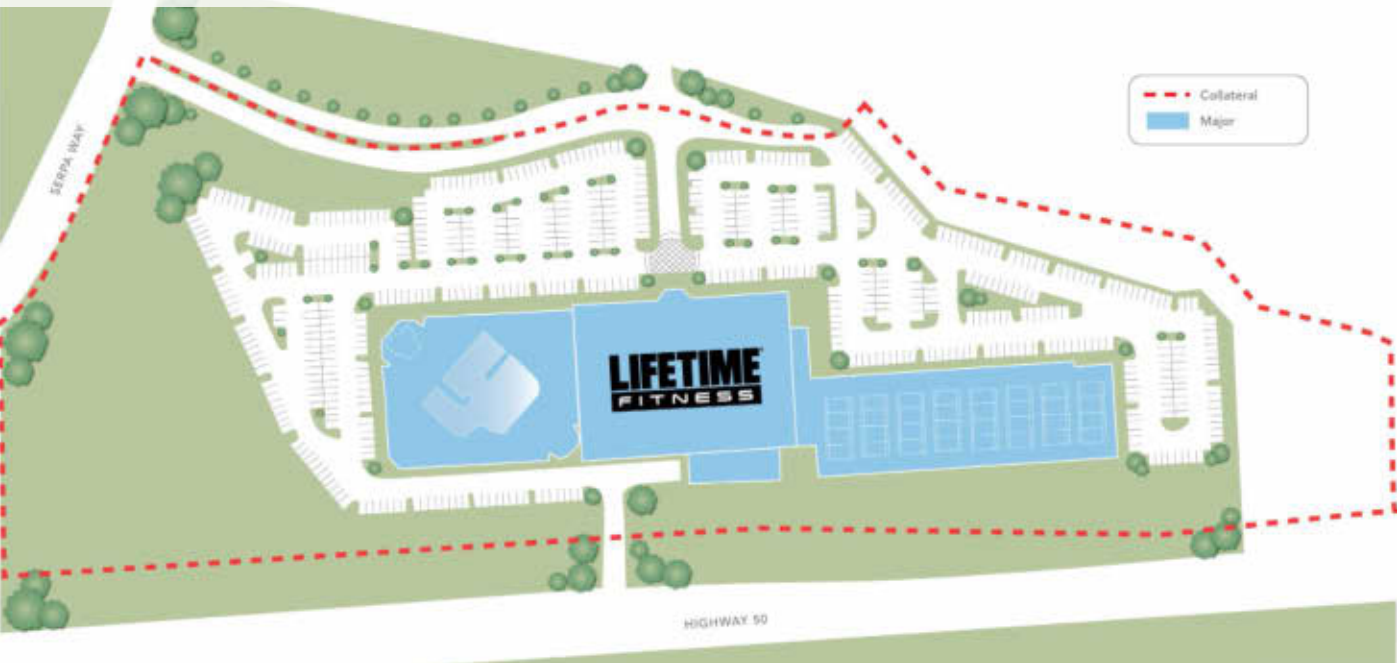 Collateral
Major
SERPA WAY
LIFETIME
FITNESS
HIGHWAY 50